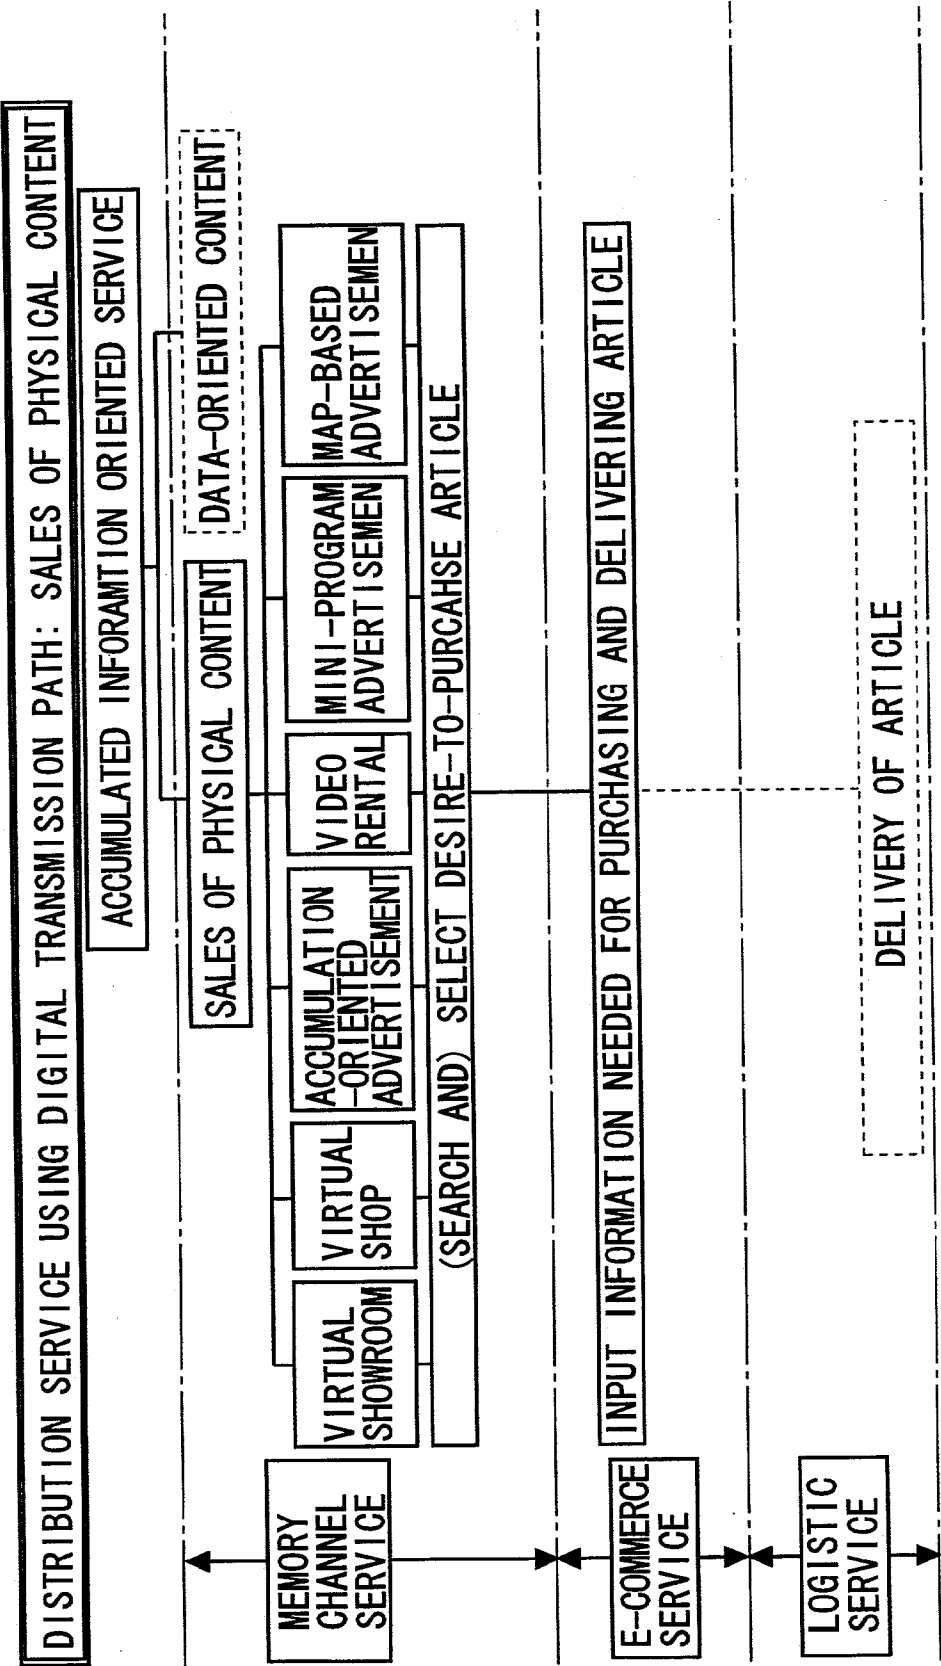 DISTRIBUTION SERVICE USING DIGITAL TRANSMISSION PATH: SALES OF PHYSICAL CONTENT
ACCUMULATED INFORAMTION ORIENTED SERVICE
SALES OF PHYSICAL CONTENT
DATA-ORIENTED CONTENT
MEMORY
CHANNEL
SERVICE
VIRTUAL
SHOWROOM
VIRTUAL
SHOP
ACCUMULATION
-ORIENTED
ADVERTISEMENT
VIDEO
RENTAL
MINI-PROGRAM
ADVERTISEMEN
MAP-BASED
ADVERTISEMEN
(SEARCH AND) SELECT DESIRE-TO-PURCAHSE ARTICLE
E-COMMERCE
SERVICE
INPUT INFORMATION NEEDED FOR PURCHASING AND DELIVERING ARTICLE
LOGISTIC
SERVICE
DELIVERY OF ARTICLE